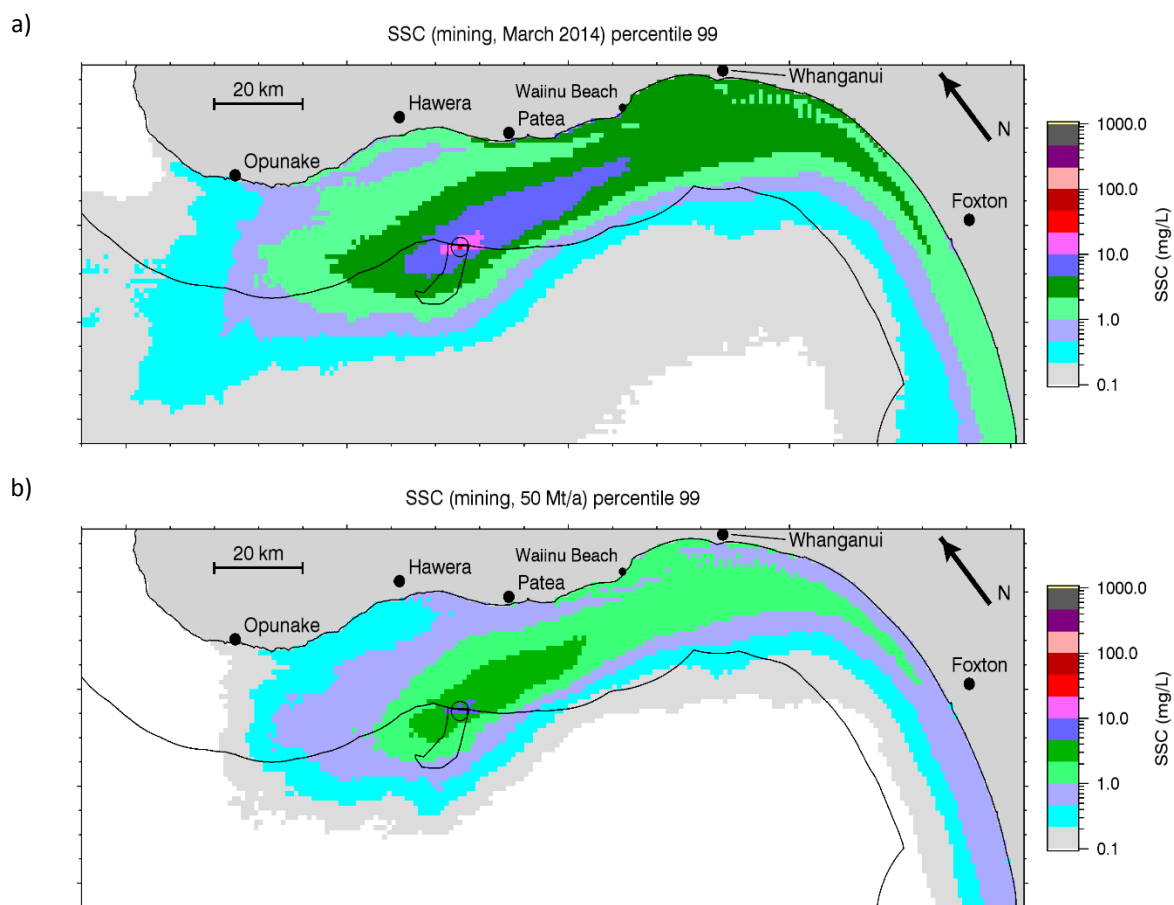 a)
SSC (mining, March 2014) percentile 99
20 km
Whanganui
Waiinu Beach
Hawera
Patea
Opunake
N
Foxton
1000.0
100.0
10.0
1.0
0.1
SSC (mg/L)
b)
SSC (mining, 50 Mt/a) percentile 99
20 km
Whanganui
Waiinu Beach
Hawera
Patea
Opunake
N
Foxton
1000.0
100.0
10.0
1.0
0.1
SSC (mg/L)